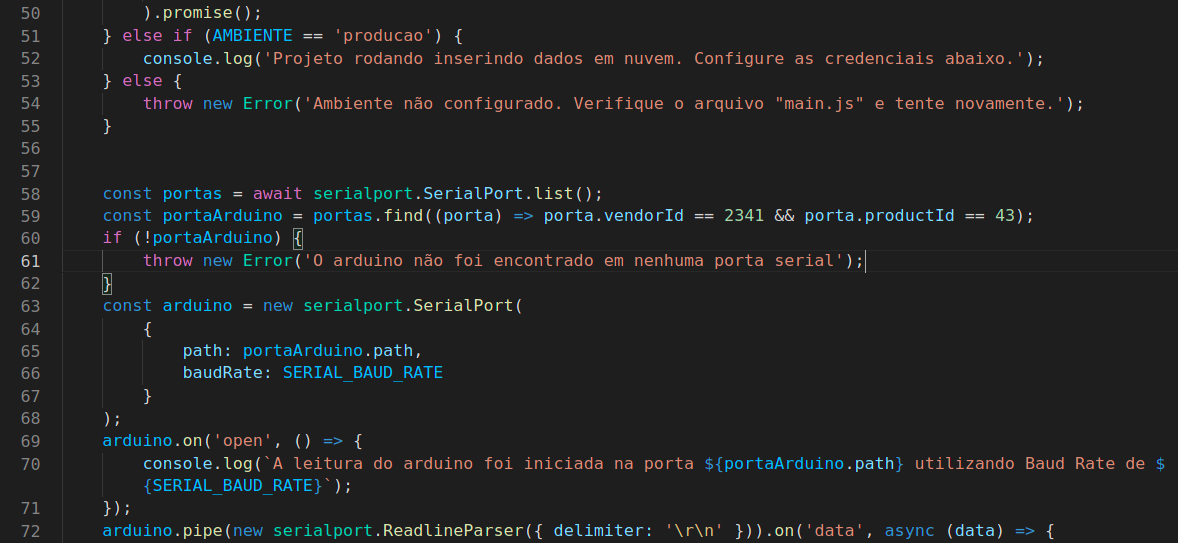 50         ).promise();
51     } else if (AMBIENTE == 'producao') {
52         console.log('Projeto rodando inserindo dados em nuvem. Configure as credenciais abaixo.');
53     } else {
54         throw new Error('Ambiente não configurado. Verifique o arquivo "main.js" e tente novamente.');
55     }
56
57
58     const portas = await serialport.SerialPort.list();
59     const portaArduino = portas.find((porta) => porta.vendorId == 2341 && porta.productId == 43);
60     if (!portaArduino) {
61         throw new Error('O arduino não foi encontrado em nenhuma porta serial');
62     }
63     const arduino = new serialport.SerialPort(
64         {
65             path: portaArduino.path,
66             baudRate: SERIAL_BAUD_RATE
67         }
68     );
69     arduino.on('open', () => {
70         console.log(`A leitura do arduino foi iniciada na porta ${portaArduino.path} utilizando Baud Rate de $
           {SERIAL_BAUD_RATE}`);
71     });
72     arduino.pipe(new serialport.ReadlineParser({ delimiter: '\r\n' })).on('data', async (data) => {